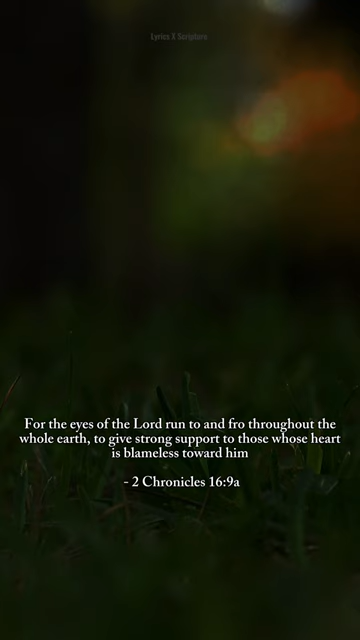 Lyrics X Scripture
For the eyes of the Lord run to and fro throughout the
whole earth, to give strong support to those whose heart
is blameless toward him
- 2 Chronicles 16:9a